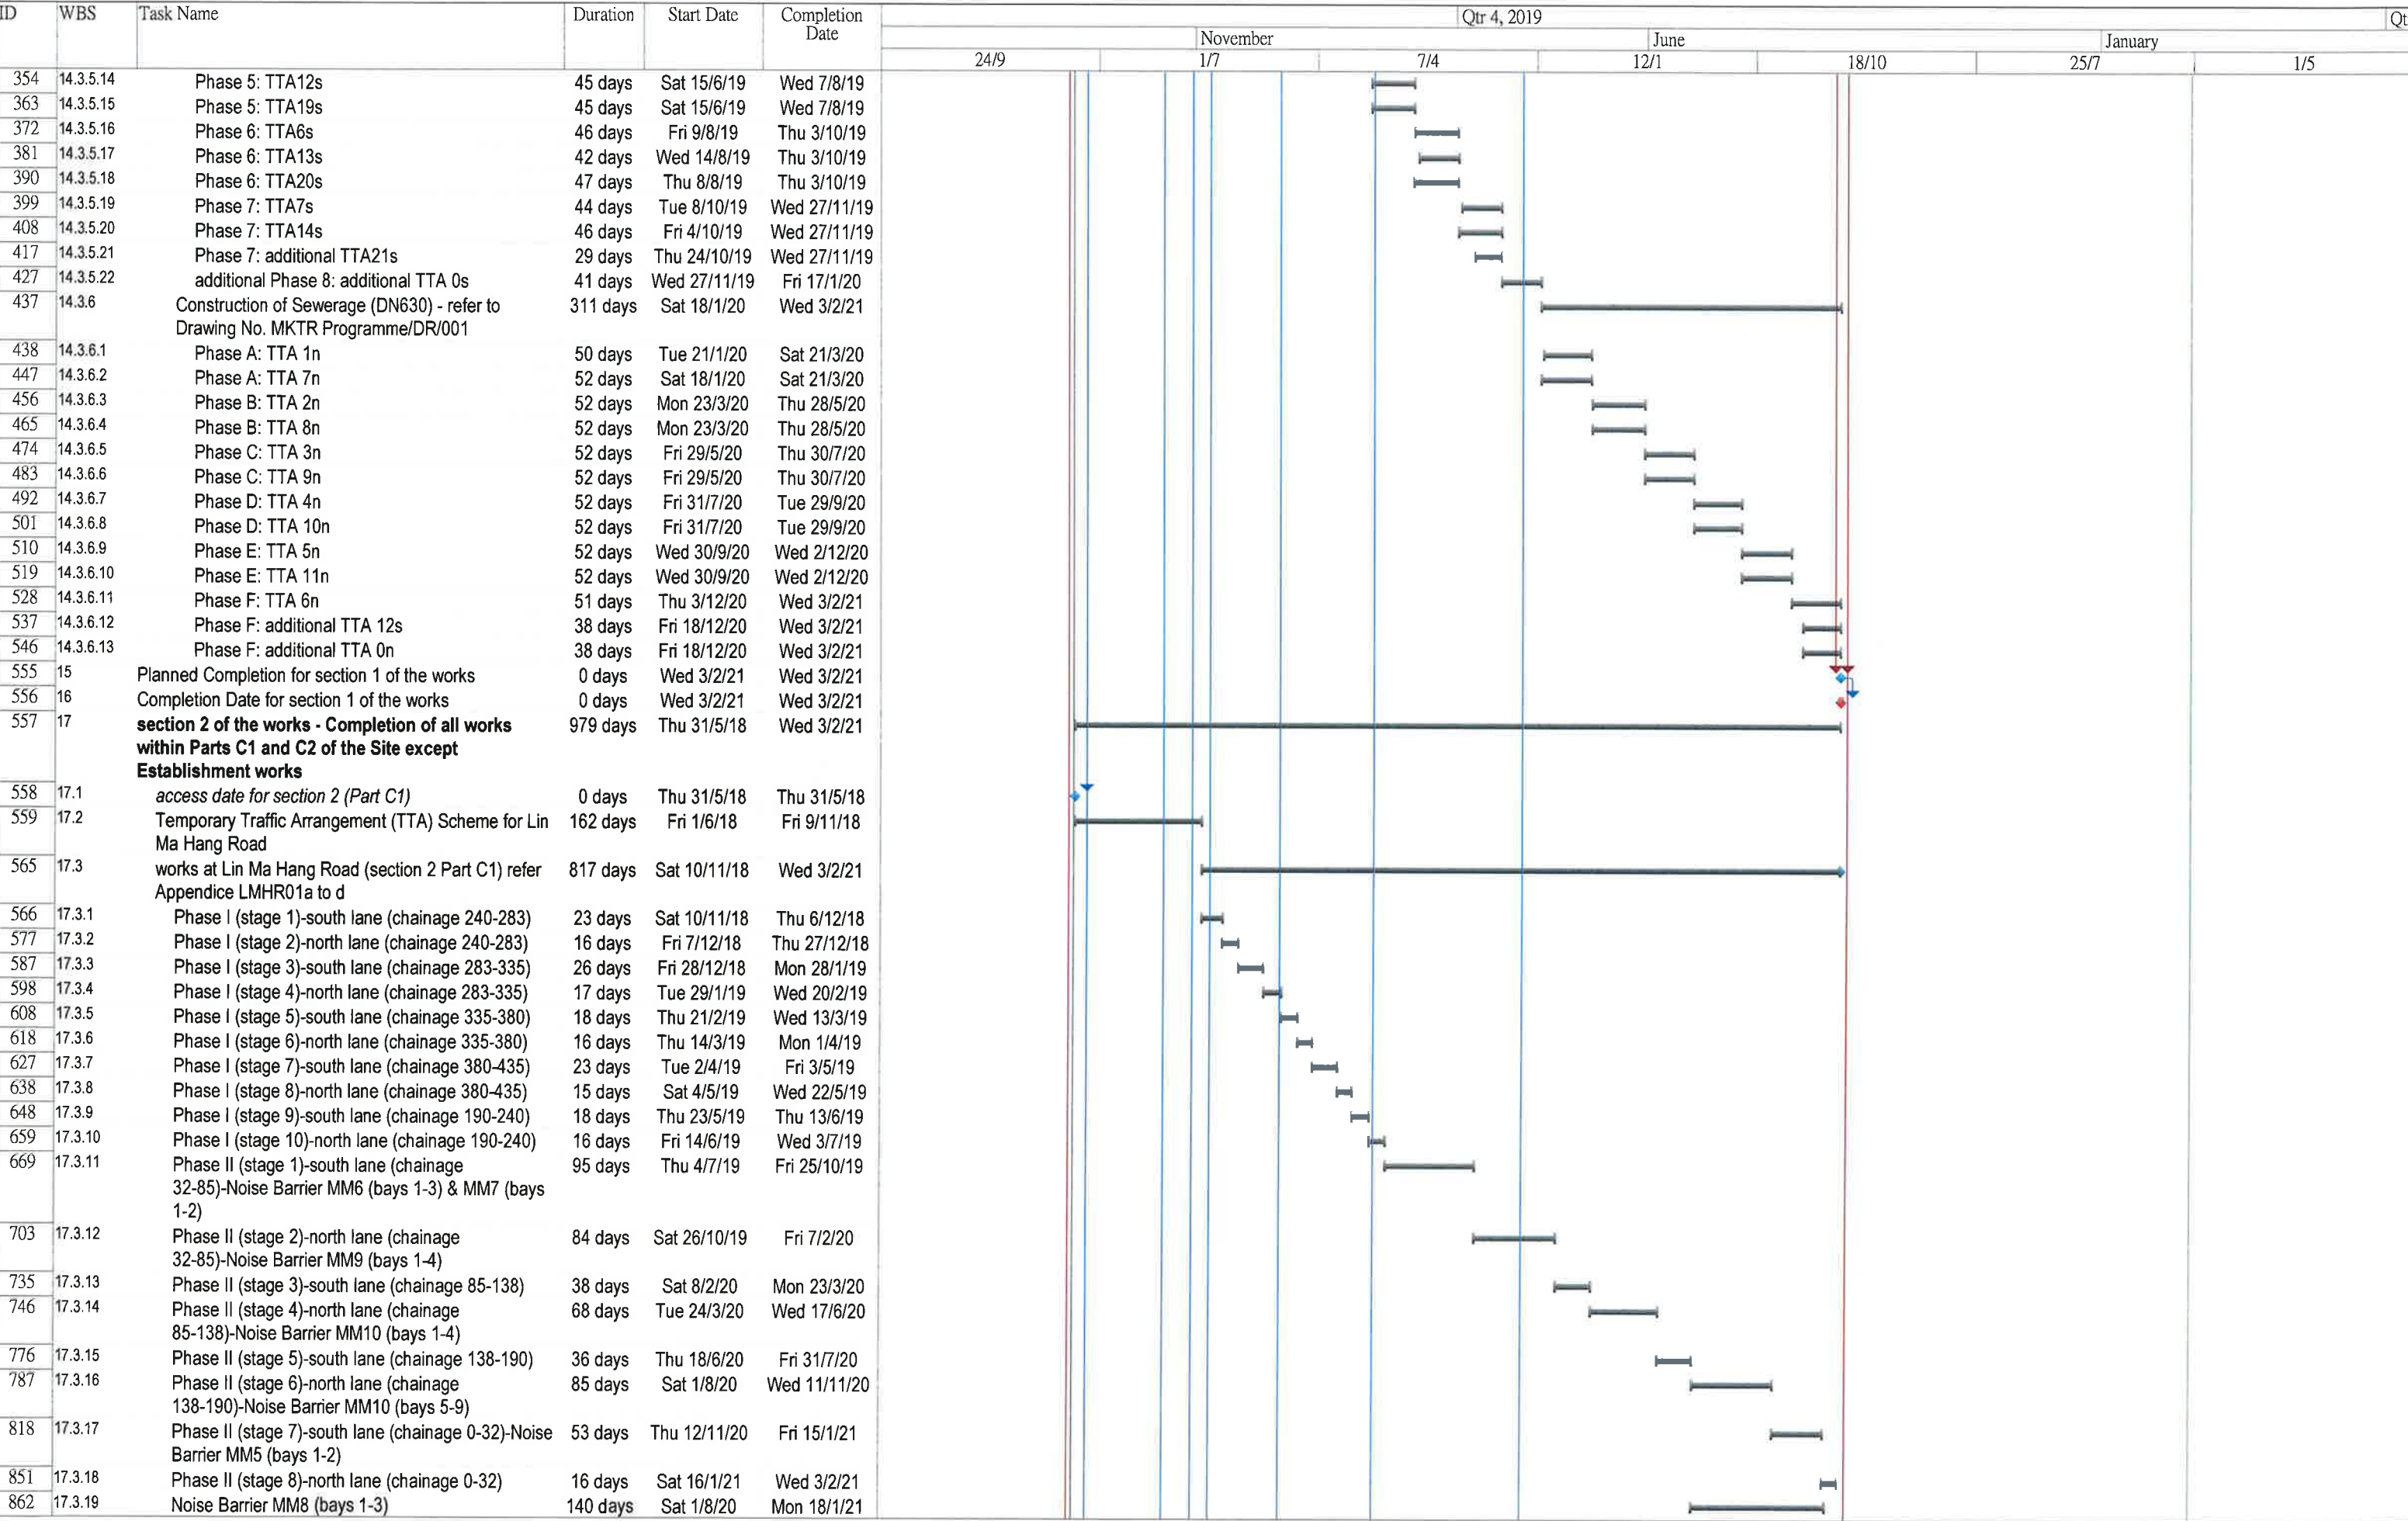 ID WBS Task Name Duration Start Date Completion Date
Qtr 4, 2019 Qt
November June January
24/9 1/7 7/4 12/1 18/10 25/7 1/5
354 14.3.5.14 Phase 5: TTA12s 45 days Sat 15/6/19 Wed 7/8/19
363 14.3.5.15 Phase 5: TTA19s 45 days Sat 15/6/19 Wed 7/8/19
372 14.3.5.16 Phase 6: TTA6s 46 days Fri 9/8/19 Thu 3/10/19
381 14.3.5.17 Phase 6: TTA13s 42 days Wed 14/8/19 Thu 3/10/19
390 14.3.5.18 Phase 6: TTA20s 47 days Thu 8/8/19 Thu 3/10/19
399 14.3.5.19 Phase 7: TTA7s 44 days Tue 8/10/19 Wed 27/11/19
408 14.3.5.20 Phase 7: TTA14s 46 days Fri 4/10/19 Wed 27/11/19
417 14.3.5.21 Phase 7: additional TTA21s 29 days Thu 24/10/19 Wed 27/11/19
427 14.3.5.22 additional Phase 8: additional TTA 0s 41 days Wed 27/11/19 Fri 17/1/20
437 14.3.6 Construction of Sewerage (DN630) - refer to 311 days Sat 18/1/20 Wed 3/2/21
Drawing No. MKTR Programme/DR/001
438 14.3.6.1 Phase A: TTA 1n 50 days Tue 21/1/20 Sat 21/3/20
447 14.3.6.2 Phase A: TTA 7n 52 days Sat 18/1/20 Sat 21/3/20
456 14.3.6.3 Phase B: TTA 2n 52 days Mon 23/3/20 Thu 28/5/20
465 14.3.6.4 Phase B: TTA 8n 52 days Mon 23/3/20 Thu 28/5/20
474 14.3.6.5 Phase C: TTA 3n 52 days Fri 29/5/20 Thu 30/7/20
483 14.3.6.6 Phase C: TTA 9n 52 days Fri 29/5/20 Thu 30/7/20
492 14.3.6.7 Phase D: TTA 4n 52 days Fri 31/7/20 Tue 29/9/20
501 14.3.6.8 Phase D: TTA 10n 52 days Fri 31/7/20 Tue 29/9/20
510 14.3.6.9 Phase E: TTA 5n 52 days Wed 30/9/20 Wed 2/12/20
519 14.3.6.10 Phase E: TTA 11n 52 days Wed 30/9/20 Wed 2/12/20
528 14.3.6.11 Phase F: TTA 6n 51 days Thu 3/12/20 Wed 3/2/21
537 14.3.6.12 Phase F: additional TTA 12s 38 days Fri 18/12/20 Wed 3/2/21
546 14.3.6.13 Phase F: additional TTA 0n 38 days Fri 18/12/20 Wed 3/2/21
555 15 Planned Completion for section 1 of the works 0 days Wed 3/2/21 Wed 3/2/21
556 16 Completion Date for section 1 of the works 0 days Wed 3/2/21 Wed 3/2/21
557 17 section 2 of the works - Completion of all works 979 days Thu 31/5/18 Wed 3/2/21
within Parts C1 and C2 of the Site except
Establishment works
558 17.1 access date for section 2 (Part C1) 0 days Thu 31/5/18 Thu 31/5/18
559 17.2 Temporary Traffic Arrangement (TTA) Scheme for Lin 162 days Fri 1/6/18 Fri 9/11/18
Ma Hang Road
565 17.3 works at Lin Ma Hang Road (section 2 Part C1) refer 817 days Sat 10/11/18 Wed 3/2/21
Appendice LMHR01a to d
566 17.3.1 Phase I (stage 1)-south lane (chainage 240-283) 23 days Sat 10/11/18 Thu 6/12/18
577 17.3.2 Phase I (stage 2)-north lane (chainage 240-283) 16 days Fri 7/12/18 Thu 27/12/18
587 17.3.3 Phase I (stage 3)-south lane (chainage 283-335) 26 days Fri 28/12/18 Mon 28/1/19
598 17.3.4 Phase I (stage 4)-north lane (chainage 283-335) 17 days Tue 29/1/19 Wed 20/2/19
608 17.3.5 Phase I (stage 5)-south lane (chainage 335-380) 18 days Thu 21/2/19 Wed 13/3/19
618 17.3.6 Phase I (stage 6)-north lane (chainage 335-380) 16 days Thu 14/3/19 Mon 1/4/19
627 17.3.7 Phase I (stage 7)-south lane (chainage 380-435) 23 days Tue 2/4/19 Fri 3/5/19
638 17.3.8 Phase I (stage 8)-north lane (chainage 380-435) 15 days Sat 4/5/19 Wed 22/5/19
648 17.3.9 Phase I (stage 9)-south lane (chainage 190-240) 18 days Thu 23/5/19 Thu 13/6/19
659 17.3.10 Phase I (stage 10)-north lane (chainage 190-240) 16 days Fri 14/6/19 Wed 3/7/19
669 17.3.11 Phase II (stage 1)-south lane (chainage 95 days Thu 4/7/19 Fri 25/10/19
32-85)-Noise Barrier MM6 (bays 1-3) & MM7 (bays
1-2)
703 17.3.12 Phase II (stage 2)-north lane (chainage 84 days Sat 26/10/19 Fri 7/2/20
32-85)-Noise Barrier MM9 (bays 1-4)
735 17.3.13 Phase II (stage 3)-south lane (chainage 85-138) 38 days Sat 8/2/20 Mon 23/3/20
746 17.3.14 Phase II (stage 4)-north lane (chainage 68 days Tue 24/3/20 Wed 17/6/20
85-138)-Noise Barrier MM10 (bays 1-4)
776 17.3.15 Phase II (stage 5)-south lane (chainage 138-190) 36 days Thu 18/6/20 Fri 31/7/20
787 17.3.16 Phase II (stage 6)-north lane (chainage 85 days Sat 1/8/20 Wed 11/11/20
138-190)-Noise Barrier MM10 (bays 5-9)
818 17.3.17 Phase II (stage 7)-south lane (chainage 0-32)-Noise 53 days Thu 12/11/20 Fri 15/1/21
Barrier MM5 (bays 1-2)
851 17.3.18 Phase II (stage 8)-north lane (chainage 0-32) 16 days Sat 16/1/21 Wed 3/2/21
862 17.3.19 Noise Barrier MM8 (bays 1-3) 140 days Sat 1/8/20 Mon 18/1/21